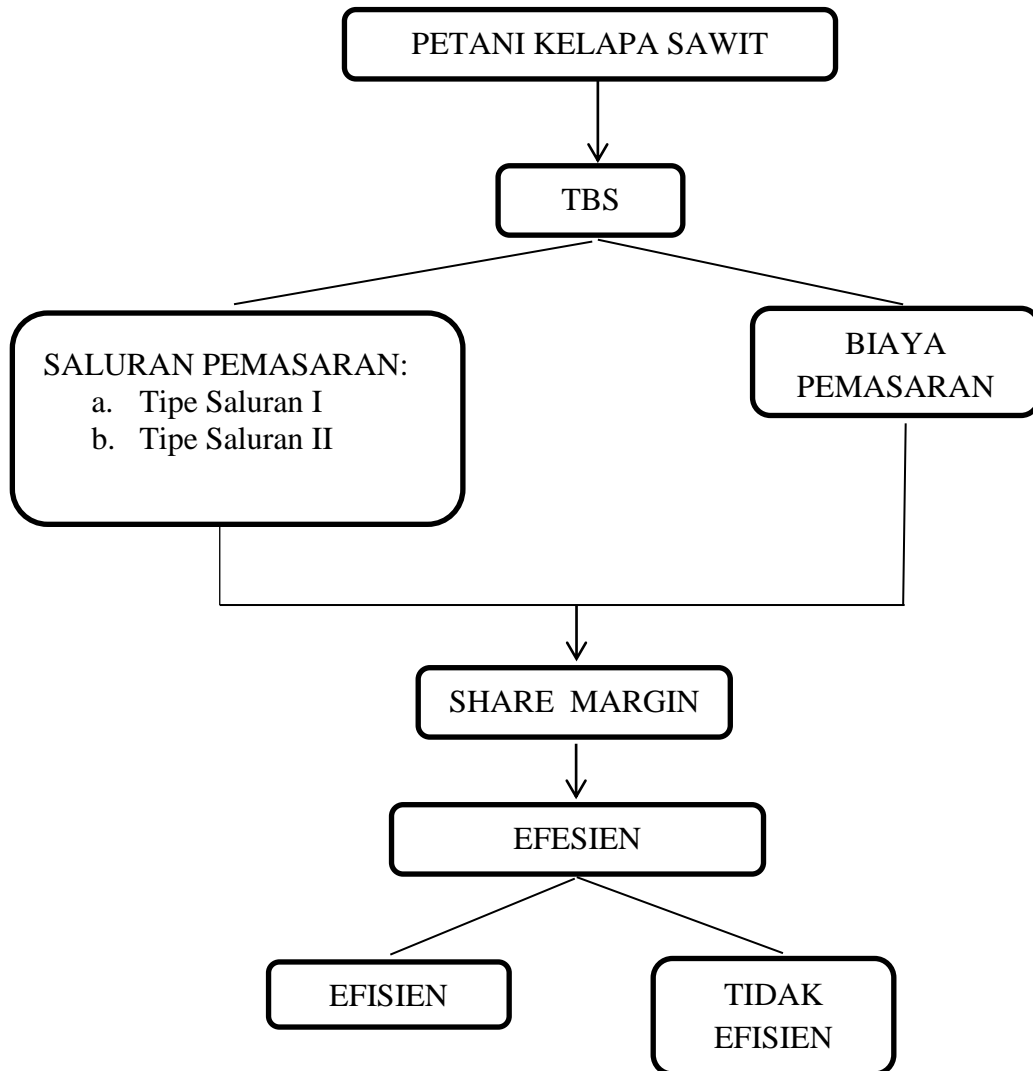 PETANI KELAPA SAWIT
TBS
SALURAN PEMASARAN:
a. Tipe Saluran I
b. Tipe Saluran II
BIAYA
PEMASARAN
SHARE MARGIN
EFESIEN
EFISIEN
TIDAK
EFISIEN